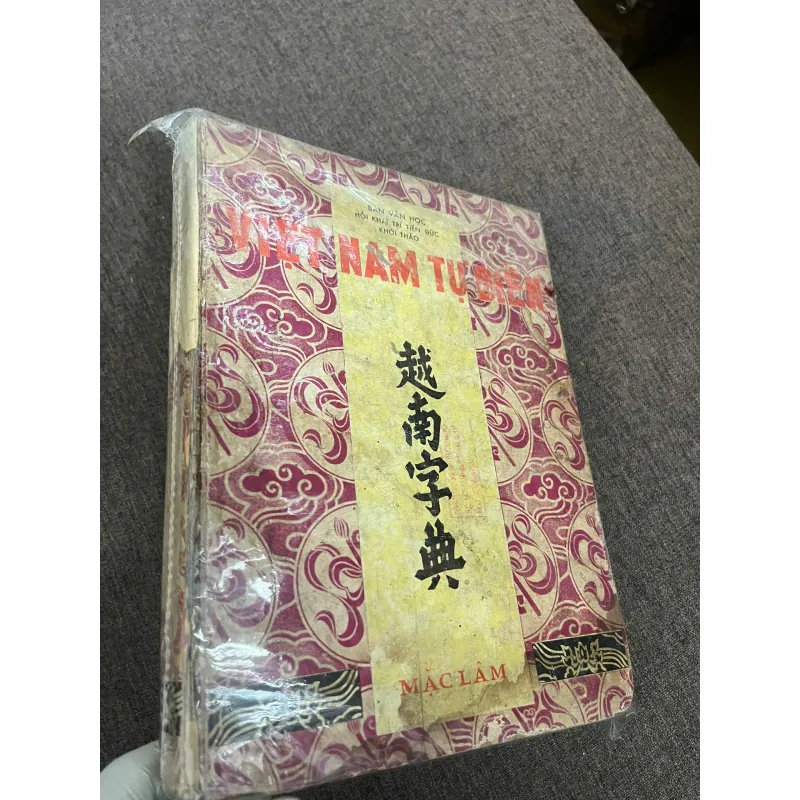 BAN VĂN HỌC
HỘI KHAI TRÍ TIẾN ĐỨC
KHỞI THẢO
VIỆT NAM TỰ ĐIỂN
越南字典
MẶC LÂM